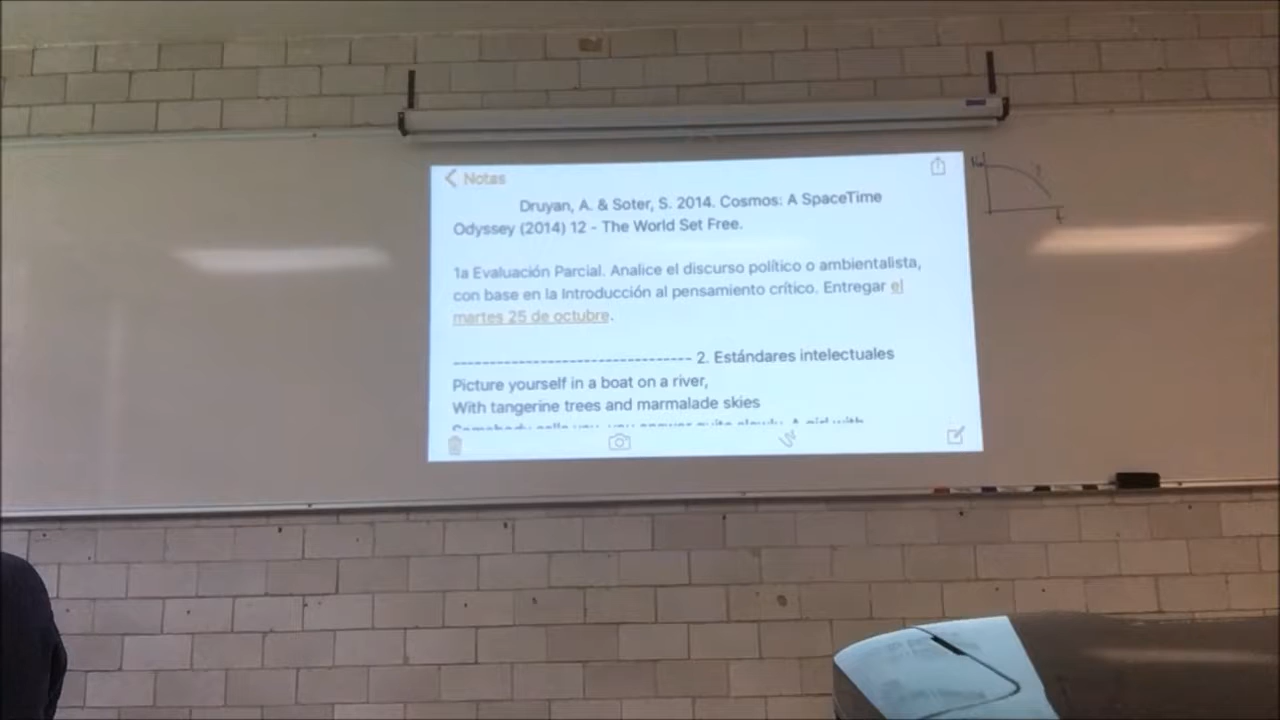 Notas
Druyan, A. & Soter, S. 2014. Cosmos: A SpaceTime
Odyssey (2014) 12 - The World Set Free.
1a Evaluación Parcial. Analice el discurso político o ambientalista,
con base en la Introducción al pensamiento crítico. Entregar el
martes 25 de octubre.
-------------------------------- 2. Estándares intelectuales
Picture yourself in a boat on a river,
With tangerine trees and marmalade skies